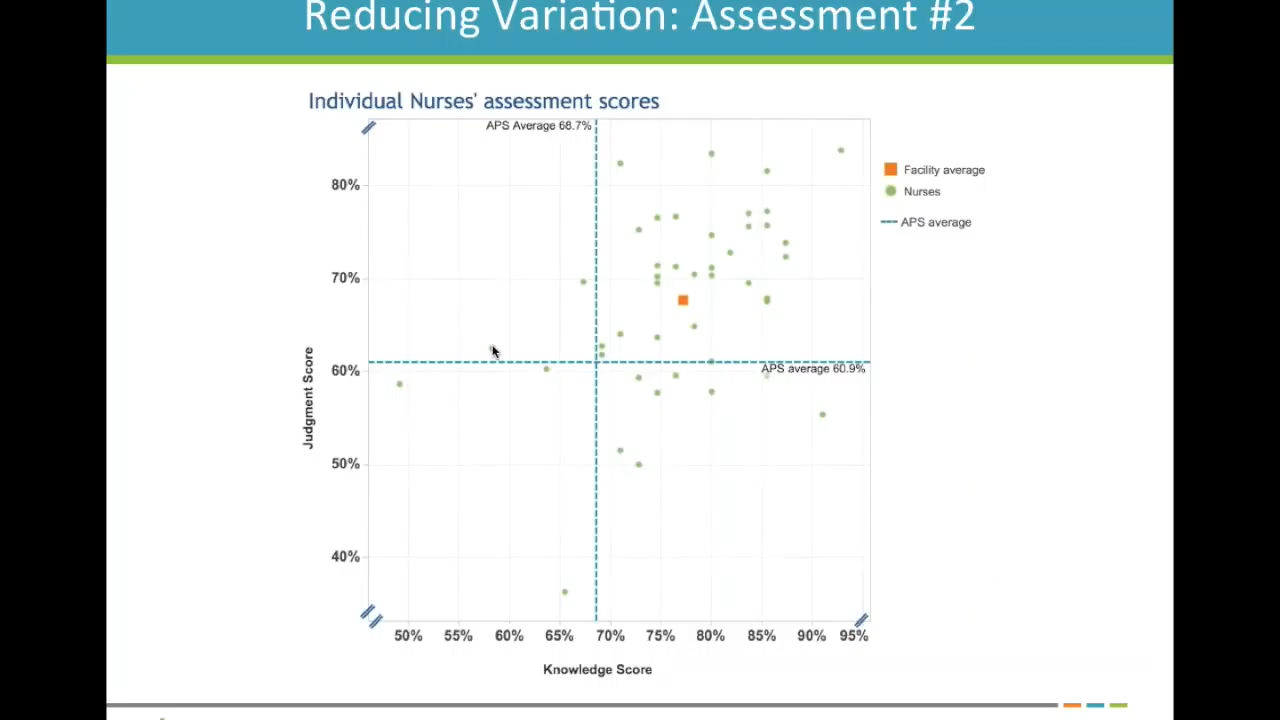 Reducing Variation: Assessment #2
Individual Nurses' assessment scores
APS Average 68.7%
Facility average
Nurses
APS average
80%
70%
60%
50%
40%
APS average 60.9%
Judgment Score
50% 55% 60% 65% 70% 75% 80% 85% 90% 95%
Knowledge Score